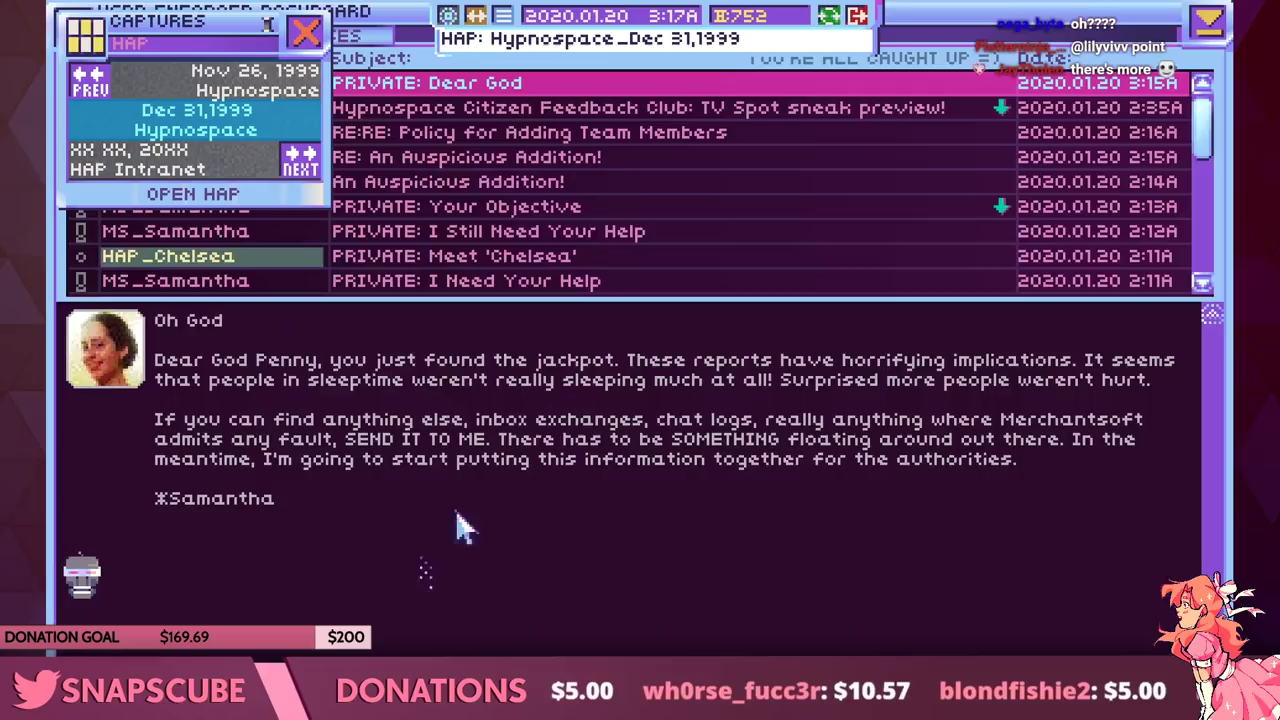 USER ENFORCED DASHBOARD
CAPTURES
HAP
Nov 26, 1999
Hypnospace
PREV
Dec 31,1999
Hypnospace
XX XX, 20XX
HAP Intranet
NEXT
OPEN HAP
2020.01.20 3:17A
752
HAP: Hypnospace_Dec 31,1999
oh????
@lilyvivv point
there's more
ES
Subject:
YOU'RE ALL CAUGHT UP =)
Date:
PRIVATE: Dear God 2020.01.20 3:15A
Hypnospace Citizen Feedback Club: TV Spot sneak preview! 2020.01.20 2:35A
RE:RE: Policy for Adding Team Members 2020.01.20 2:16A
RE: An Auspicious Addition! 2020.01.20 2:15A
An Auspicious Addition! 2020.01.20 2:14A
MS_Samantha PRIVATE: Your Objective 2020.01.20 2:13A
MS_Samantha PRIVATE: I Still Need Your Help 2020.01.20 2:12A
HAP_Chelsea PRIVATE: Meet 'Chelsea' 2020.01.20 2:11A
MS_Samantha PRIVATE: I Need Your Help 2020.01.20 2:11A
Oh God
Dear God Penny, you just found the jackpot. These reports have horrifying implications. It seems
that people in sleeptime weren't really sleeping much at all! Surprised more people weren't hurt.
If you can find anything else, inbox exchanges, chat logs, really anything where Merchantsoft
admits any fault, SEND IT TO ME. There has to be SOMETHING floating around out there. In the
meantime, I'm going to start putting this information together for the authorities.
*Samantha
DONATION GOAL $169.69 $200
SNAPSCUBE DONATIONS $5.00 wh0rse_fucc3r: $10.57 blondfishie2: $5.00